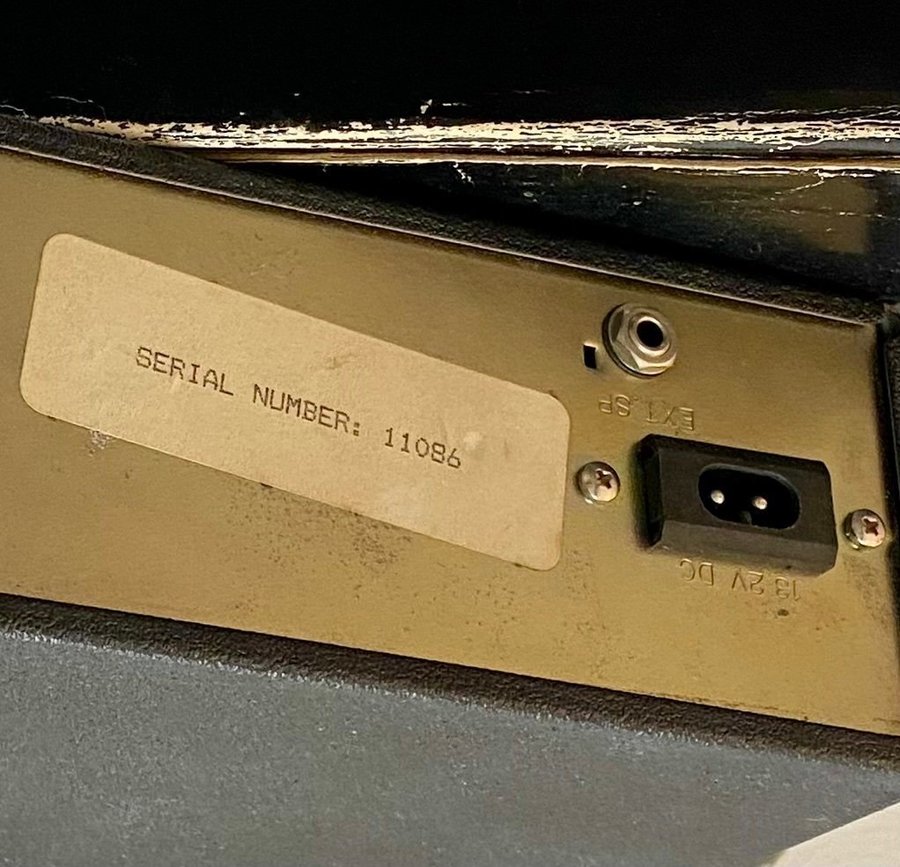 SERIAL NUMBER: 11086
EXT.SP
13.2V DC